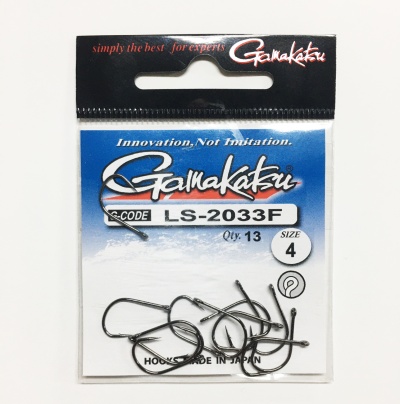 simply the best for experts
Gamakatsu
Innovation, Not Imitation.
Gamakatsu
G-CODE LS-2033F
Qty. 13
SIZE
4
HOOKS MADE IN JAPAN